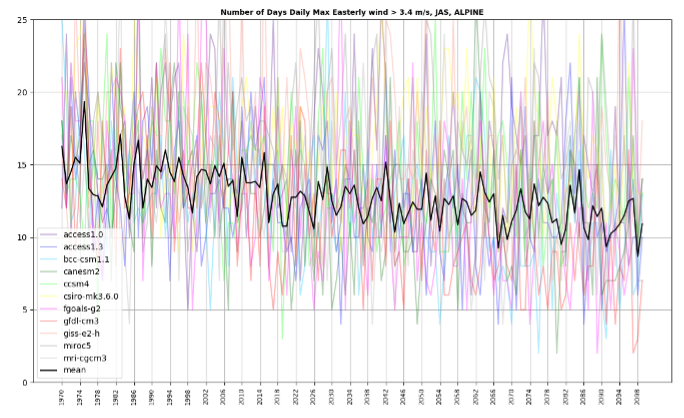 Number of Days Daily Max Easterly wind > 3.4 m/s, JAS, ALPINE
25
20
15
10
5
0
access1.0
access1.3
bcc-csm1.1
canesm2
ccsm4
csiro-mk3.6.0
fgoals-g2
gfdl-cm3
giss-e2-h
miroc5
mri-cgcm3
mean
1970 1974 1978 1982 1986 1990 1994 1998 2002 2006 2010 2014 2018 2022 2026 2030 2034 2038 2042 2046 2050 2054 2058 2062 2066 2070 2074 2078 2082 2086 2090 2094 2098